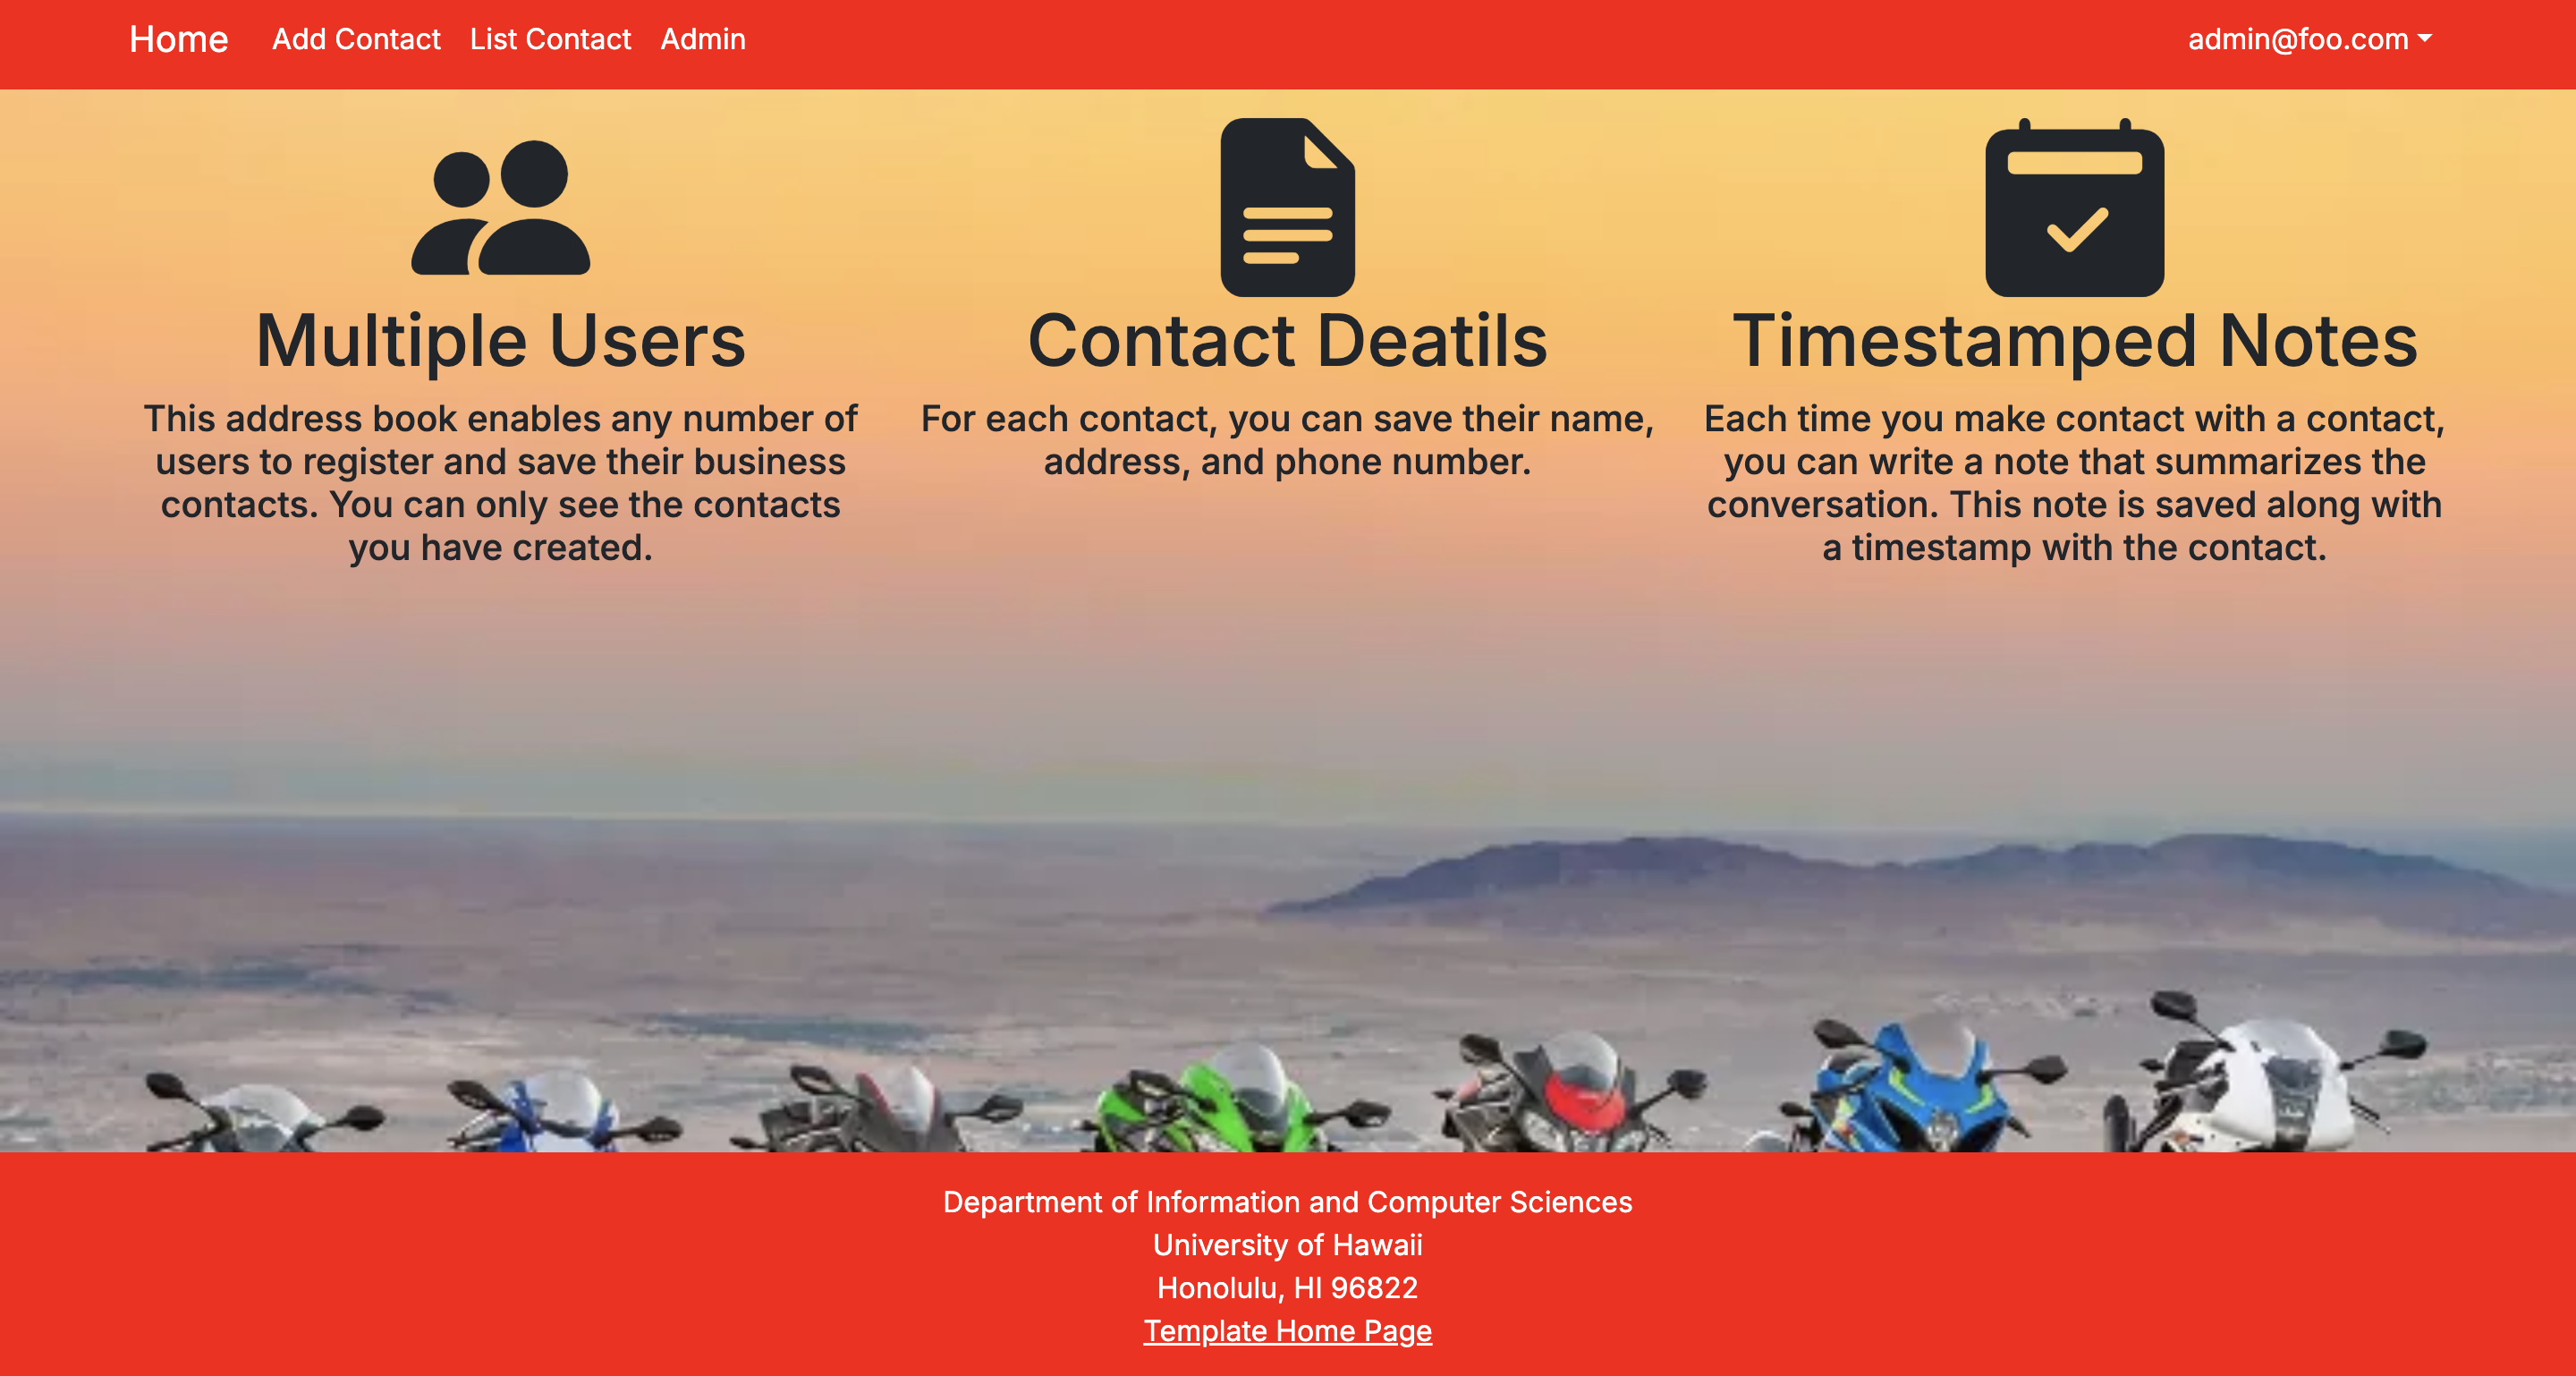 Home Add Contact List Contact Admin admin@foo.com
Multiple Users
This address book enables any number of
users to register and save their business
contacts. You can only see the contacts
you have created.
Contact Deatils
For each contact, you can save their name,
address, and phone number.
Timestamped Notes
Each time you make contact with a contact,
you can write a note that summarizes the
conversation. This note is saved along with
a timestamp with the contact.
Department of Information and Computer Sciences
University of Hawaii
Honolulu, HI 96822
Template Home Page